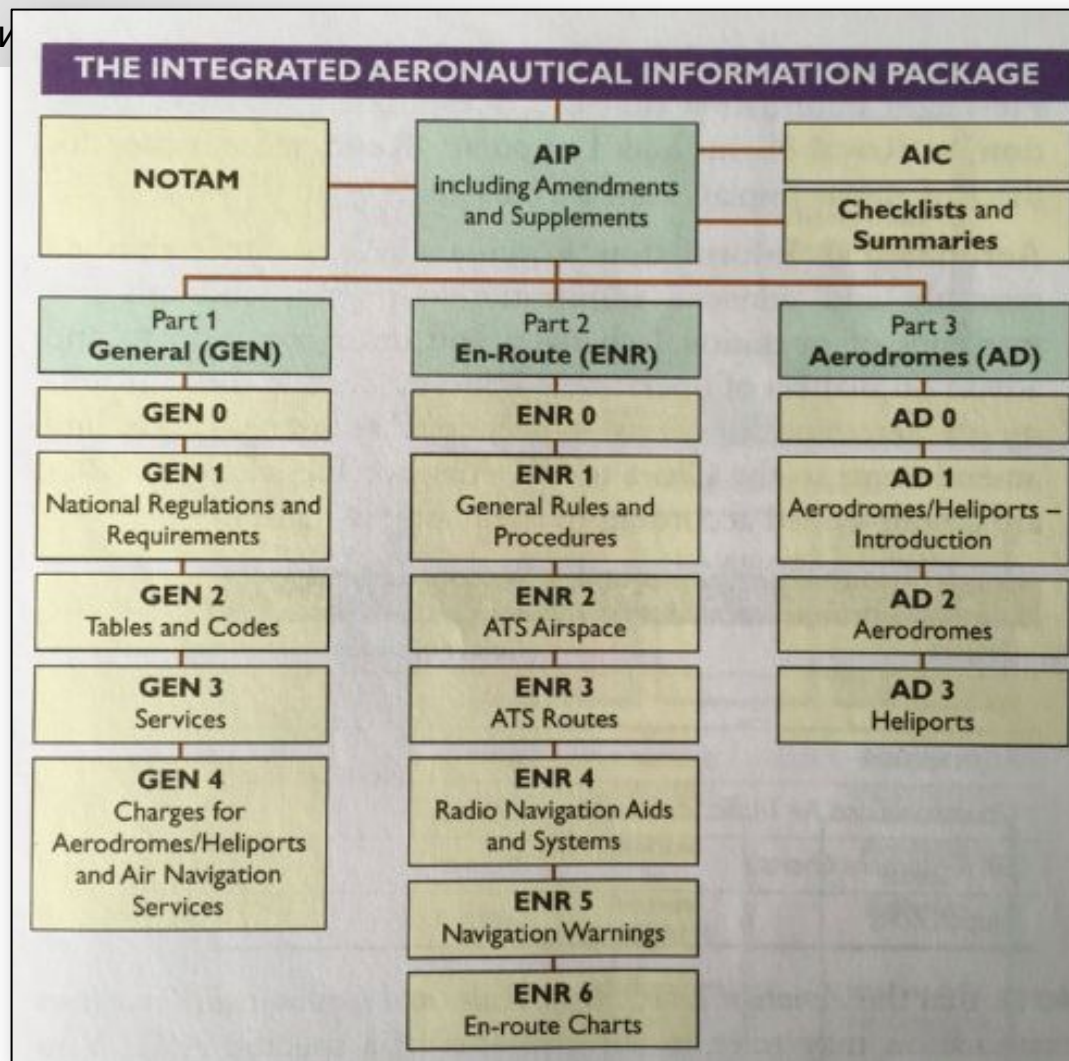 THE INTEGRATED AERONAUTICAL INFORMATION PACKAGE
NOTAM
AIP
including Amendments
and Supplements
AIC
Checklists and
Summaries
Part 1
General (GEN)
GEN 0
GEN 1
National Regulations and
Requirements
GEN 2
Tables and Codes
GEN 3
Services
GEN 4
Charges for
Aerodromes/Heliports
and Air Navigation
Services
Part 2
En-Route (ENR)
ENR 0
ENR 1
General Rules and
Procedures
ENR 2
ATS Airspace
ENR 3
ATS Routes
ENR 4
Radio Navigation Aids
and Systems
ENR 5
Navigation Warnings
ENR 6
En-route Charts
Part 3
Aerodromes (AD)
AD 0
AD 1
Aerodromes/Heliports –
Introduction
AD 2
Aerodromes
AD 3
Heliports